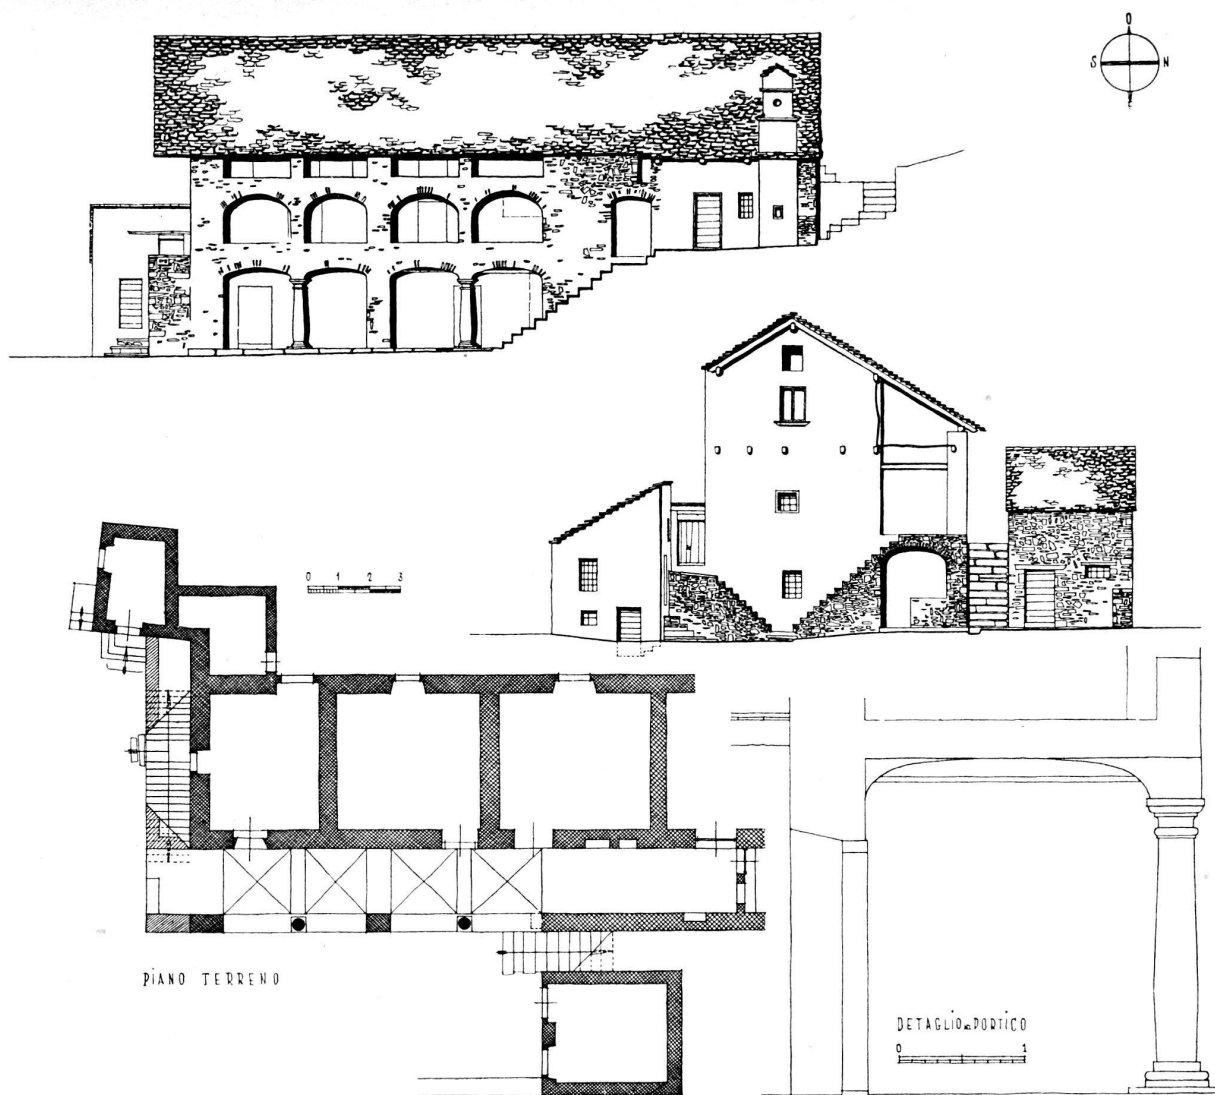 O
S N
E
0 1 2 3
PIANO TERRENO
DETAGLIO DEL PORTICO
0 1